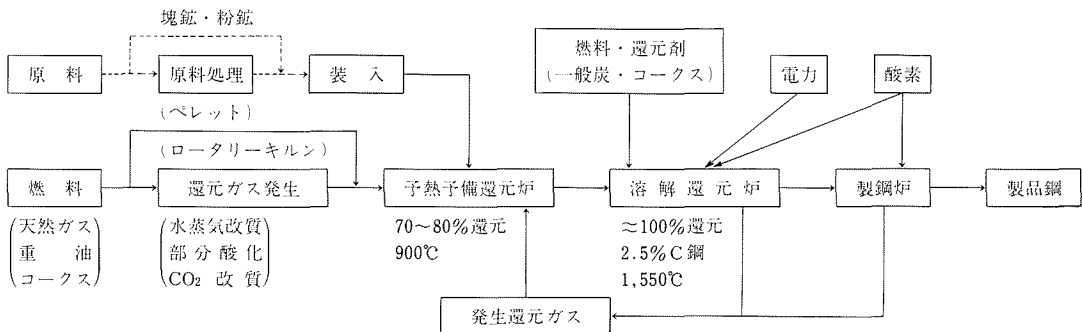 塊鉱・粉鉱
原料
原料処理
装入
(ペレット)
燃料・還元剤
(一般炭・コークス)
電力
酸素
(ロータリーキルン)
燃料
還元ガス発生
予熱予備還元炉
溶解還元炉
製鋼炉
製品鋼
(天然ガス
重油
コークス)
(水蒸気改質
部分酸化
CO₂改質)
70～80%還元
900℃
≈100%還元
2.5%C鋼
1,550℃
発生還元ガス